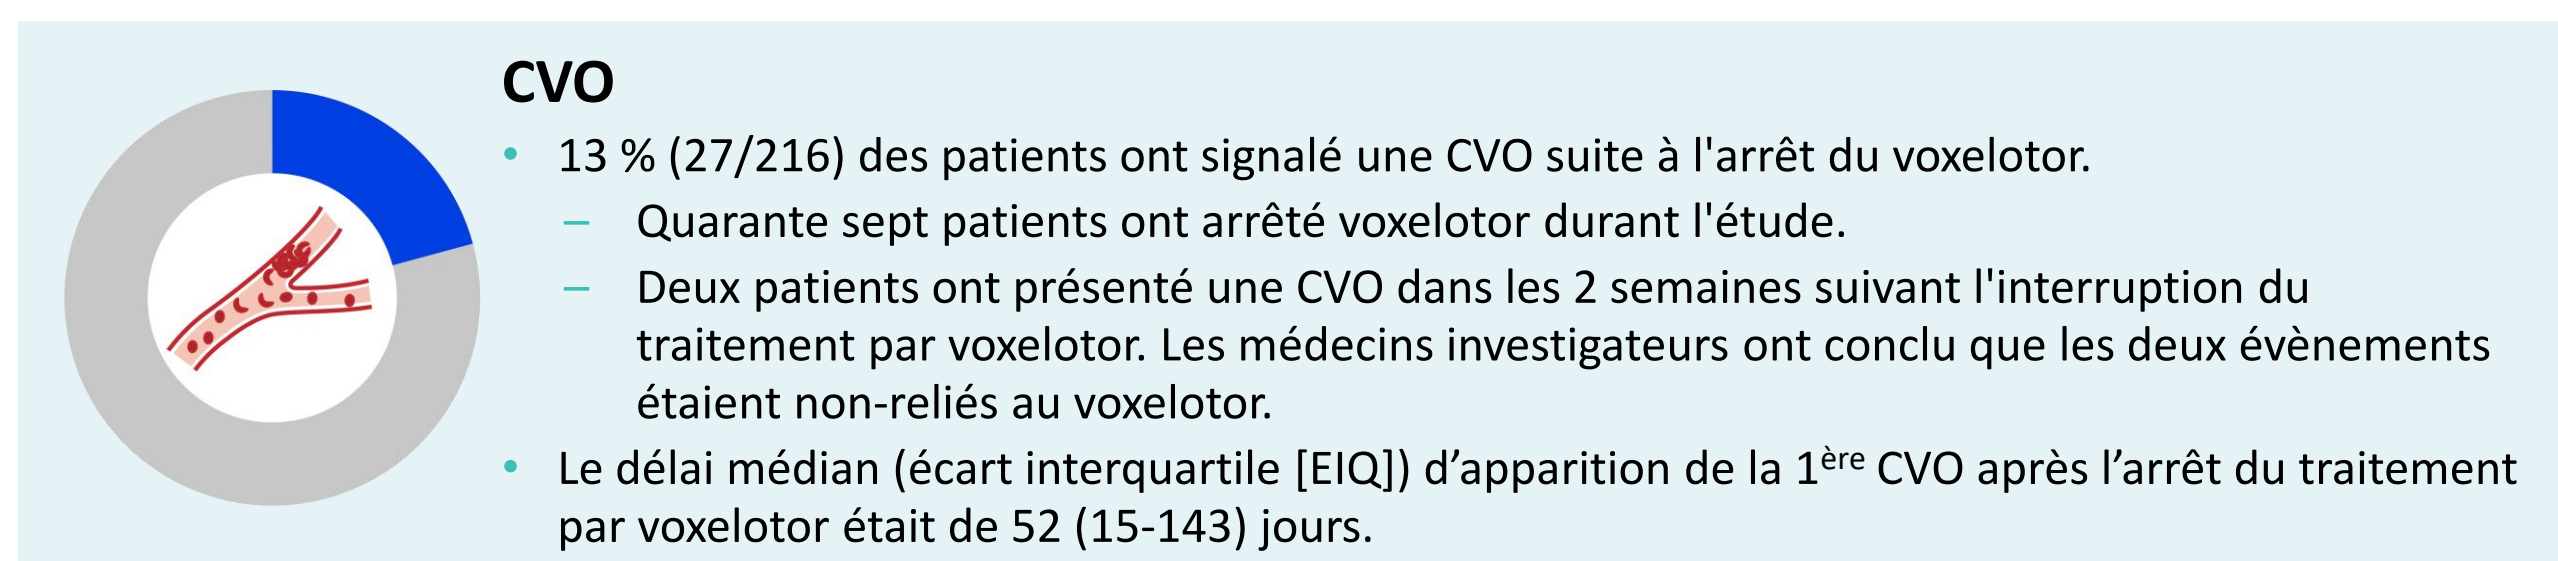 CVO
• 13 % (27/216) des patients ont signalé une CVO suite à l'arrêt du voxelotor.
– Quarante sept patients ont arrêté voxelotor durant l'étude.
– Deux patients ont présenté une CVO dans les 2 semaines suivant l'interruption du
traitement par voxelotor. Les médecins investigateurs ont conclu que les deux évènements
étaient non-reliés au voxelotor.
• Le délai médian (écart interquartile [EIQ]) d’apparition de la 1ère CVO après l’arrêt du traitement
par voxelotor était de 52 (15-143) jours.